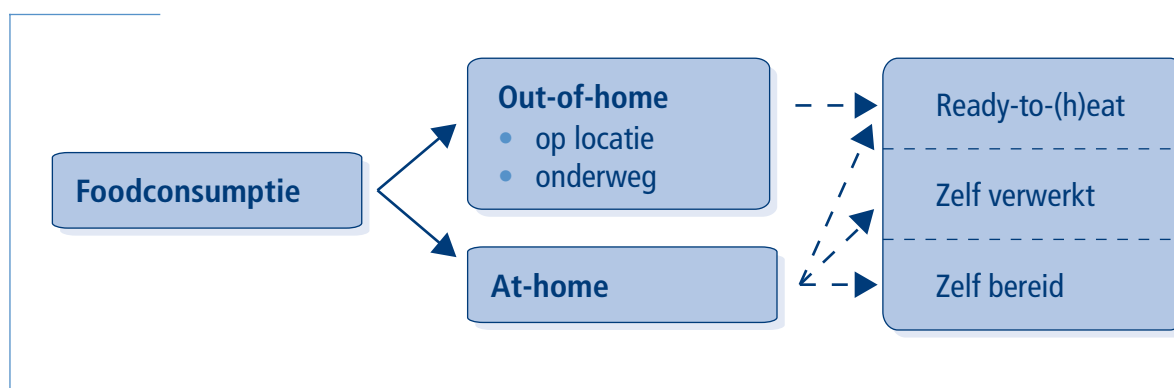 Foodconsumptie
Out-of-home
• op locatie
• onderweg
At-home
Ready-to-(h)eat
Zelf verwerkt
Zelf bereid